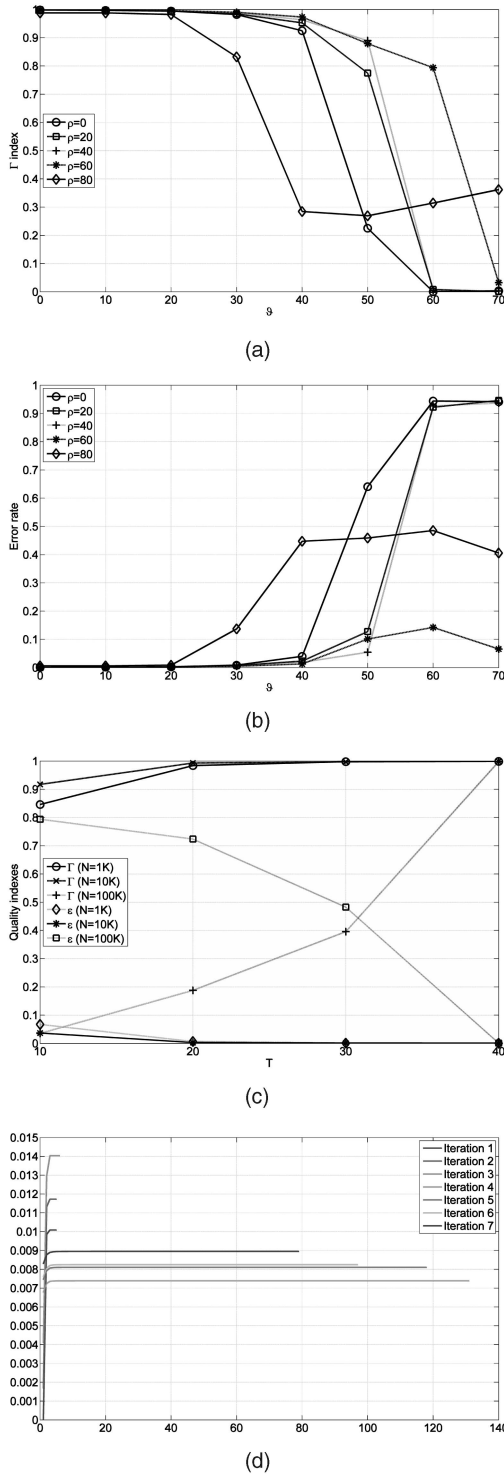 1
0.9
0.8
0.7
0.6
0.5
0.4
0.3
0.2
0.1
0
Γ index
ρ=0
ρ=20
ρ=40
ρ=60
ρ=80
0 10 20 30 40 50 60 70
ϑ
(a)
1
0.9
0.8
0.7
0.6
0.5
0.4
0.3
0.2
0.1
0
Error rate
ρ=0
ρ=20
ρ=40
ρ=60
ρ=80
0 10 20 30 40 50 60 70
ϑ
(b)
1
0.9
0.8
0.7
0.6
0.5
0.4
0.3
0.2
0.1
0
Quality indexes
Γ (N=1K)
Γ (N=10K)
Γ (N=100K)
ε (N=1K)
ε (N=10K)
ε (N=100K)
10 20 30 40
T
(c)
0.015
0.014
0.013
0.012
0.011
0.01
0.009
0.008
0.007
0.006
0.005
0.004
0.003
0.002
0.001
0
Iteration 1
Iteration 2
Iteration 3
Iteration 4
Iteration 5
Iteration 6
Iteration 7
0 20 40 60 80 100 120 140
(d)